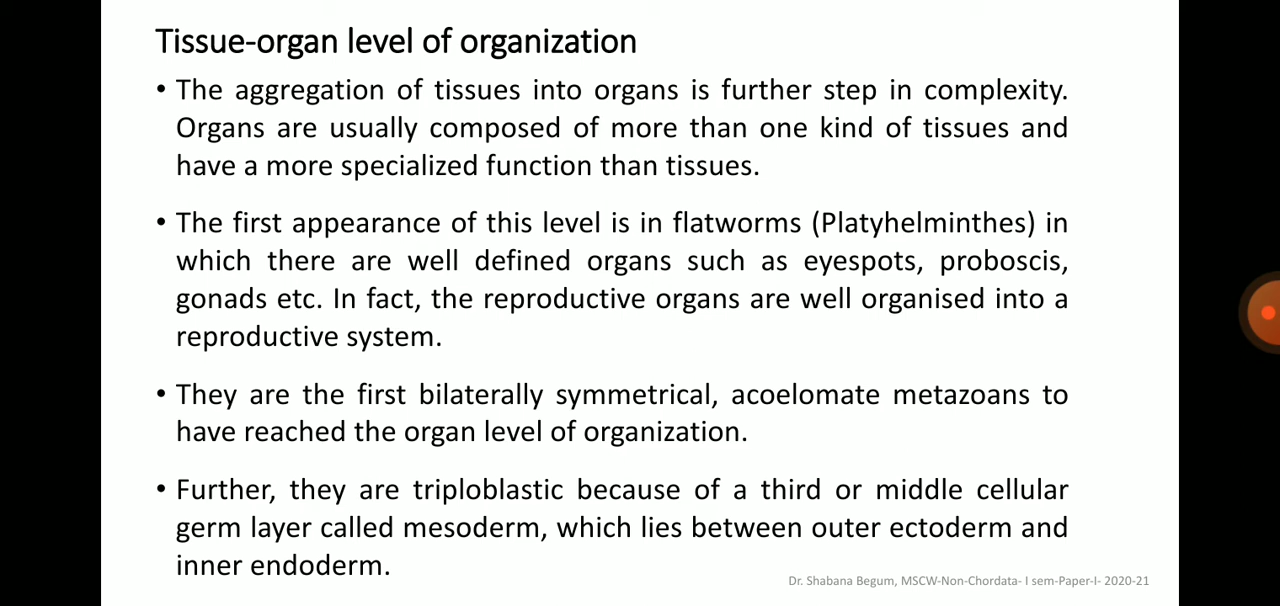 Tissue-organ level of organization
• The aggregation of tissues into organs is further step in complexity.
Organs are usually composed of more than one kind of tissues and
have a more specialized function than tissues.
• The first appearance of this level is in flatworms (Platyhelminthes) in
which there are well defined organs such as eyespots, proboscis,
gonads etc. In fact, the reproductive organs are well organised into a
reproductive system.
• They are the first bilaterally symmetrical, acoelomate metazoans to
have reached the organ level of organization.
• Further, they are triploblastic because of a third or middle cellular
germ layer called mesoderm, which lies between outer ectoderm and
inner endoderm.
Dr. Shabana Begum, MSCW-Non-Chordata- I sem-Paper-I- 2020-21